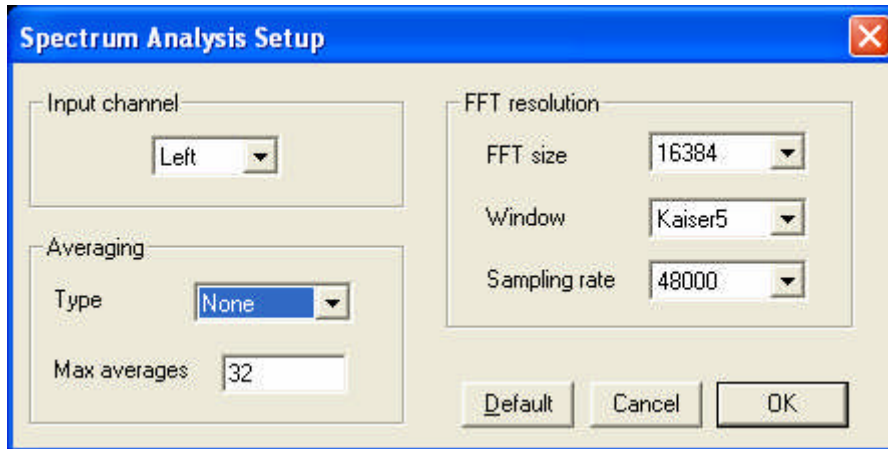 Spectrum Analysis Setup
Input channel
Left
Averaging
Type None
Max averages 32
FFT resolution
FFT size 16384
Window Kaiser5
Sampling rate 48000
Default Cancel OK